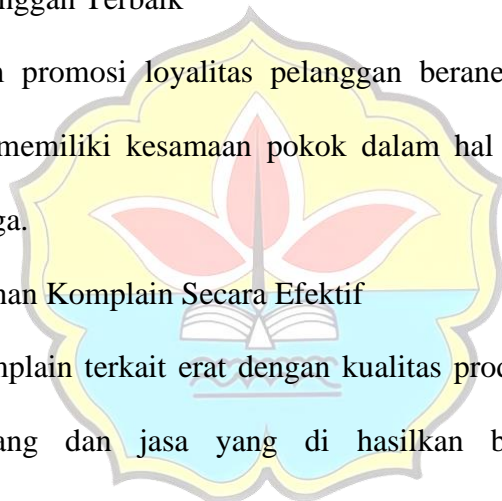 nggan Terbaik
promosi loyalitas pelanggan berane
memiliki kesamaan pokok dalam hal
ga.
nan Komplain Secara Efektif
nplain terkait erat dengan kualitas prod
ang dan jasa yang di hasilkan b